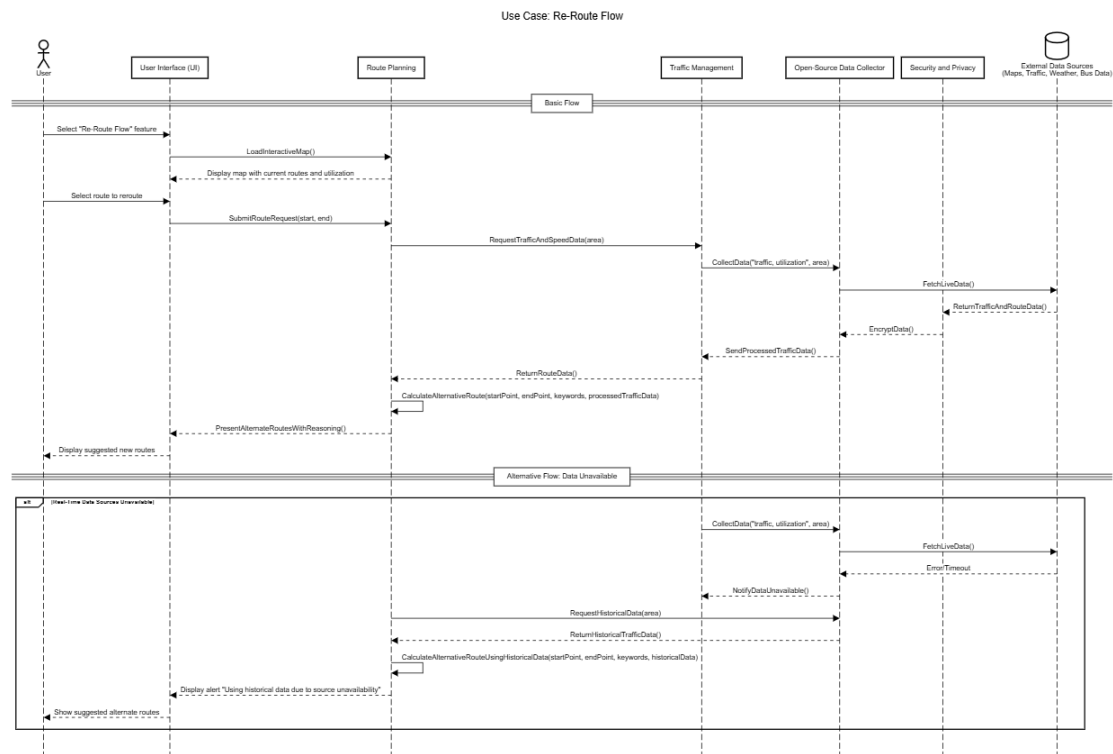 Use Case: Re-Route Flow
User
User Interface (UI)
Route Planning
Traffic Management
Open-Source Data Collector
Security and Privacy
External Data Sources
(Maps, Traffic, Weather, Bus Data)
Basic Flow
Select "Re-Route Flow" feature
LoadInteractiveMap()
Display map with current routes and utilization
Select route to reroute
SubmitRouteRequest(start, end)
RequestTrafficAndSpeedData(area)
CollectData("traffic, utilization", area)
FetchLiveData()
ReturnTrafficAndRouteData()
EncryptData()
SendProcessedTrafficData()
ReturnRouteData()
CalculateAlternativeRoute(startPoint, endPoint, keywords, processedTrafficData)
PresentAlternateRoutesWithReasoning()
Display suggested new routes
Alternative Flow: Data Unavailable
alt
[Real-Time Data Sources Unavailable]
CollectData("traffic, utilization", area)
FetchLiveData()
Error/Timeout
NotifyDataUnavailable()
RequestHistoricalData(area)
ReturnHistoricalTrafficData()
CalculateAlternativeRouteUsingHistoricalData(startPoint, endPoint, keywords, historicalData)
Display alert "Using historical data due to source unavailability"
Show suggested alternate routes